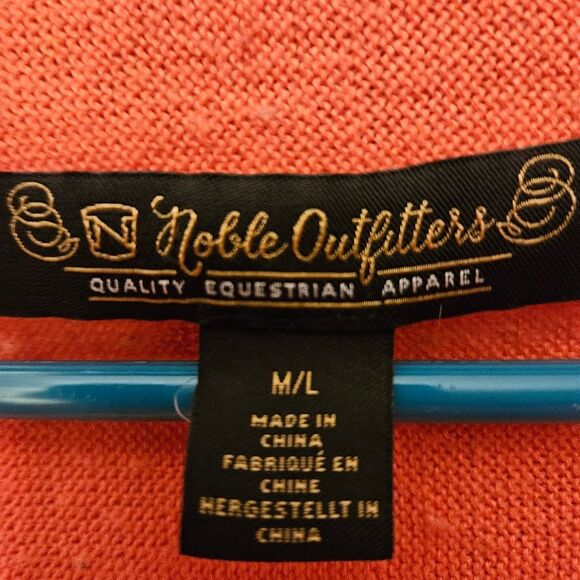 N Noble Outfitters
QUALITY EQUESTRIAN APPAREL
M/L
MADE IN
CHINA
FABRIQUÉ EN
CHINE
HERGESTELLT IN
CHINA